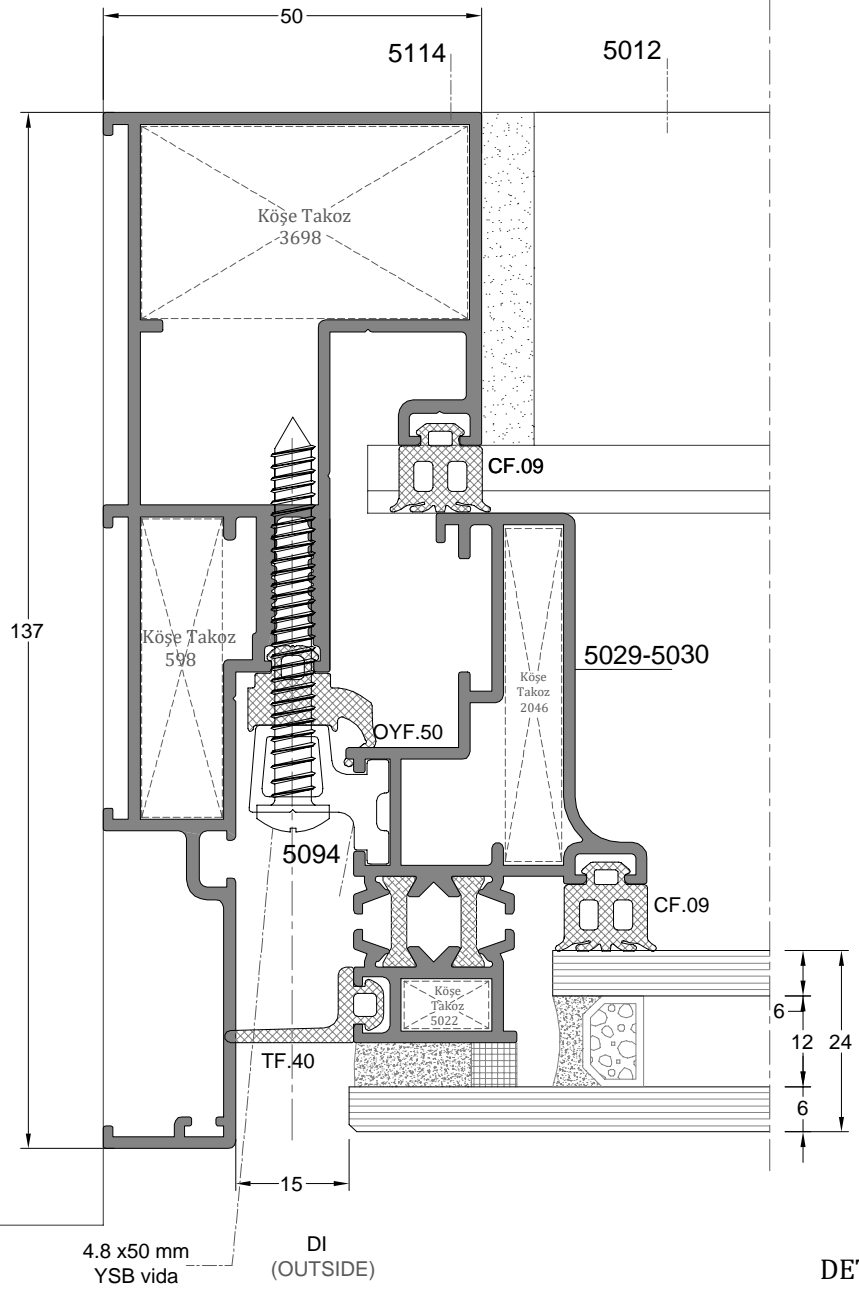 50
5114
5012
Köşe Takoz
3698
CF.09
137
Köşe Takoz
598
5029-5030
Köşe
Takoz
2046
OYF.50
5094
CF.09
Köşe
Takoz
5022
6
12
24
TF.40
6
15
4.8 x50 mm
YSB vida
DI
(OUTSIDE)
DET